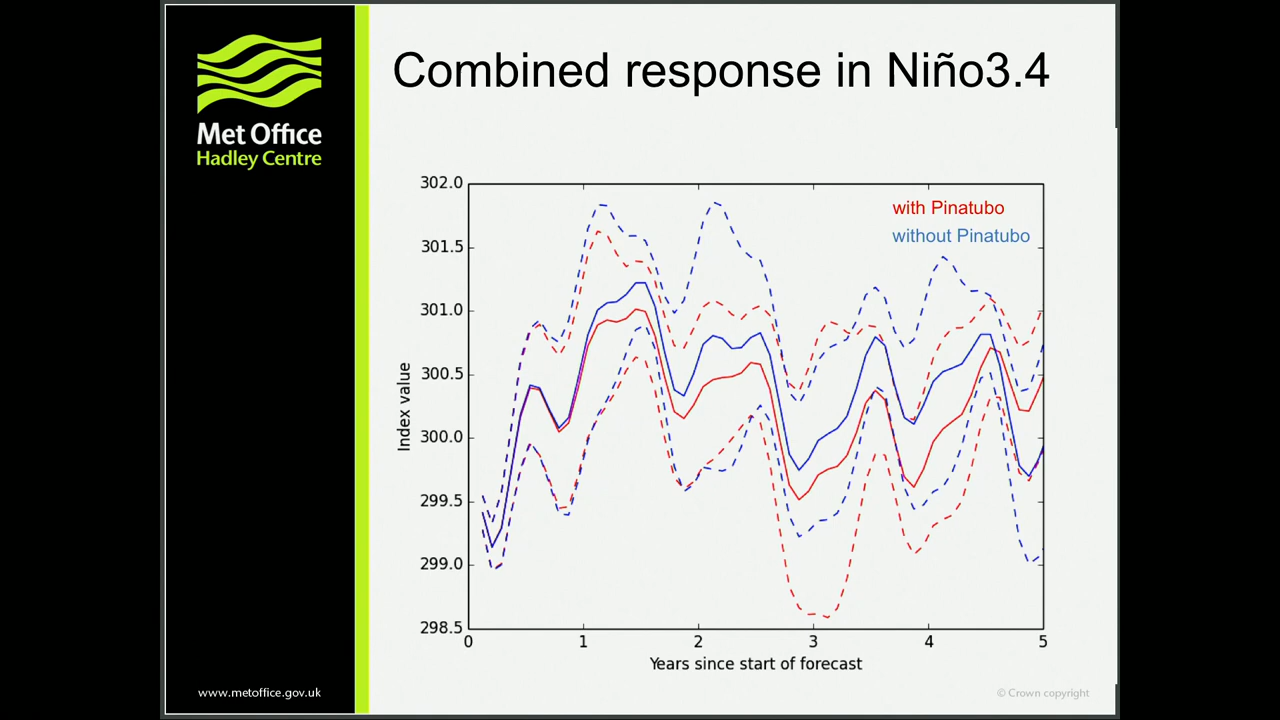 Combined response in Niño3.4
Met Office
Hadley Centre
302.0
301.5
301.0
300.5
300.0
299.5
299.0
298.5
Index value
with Pinatubo
without Pinatubo
0 1 2 3 4 5
Years since start of forecast
www.metoffice.gov.uk
© Crown copyright